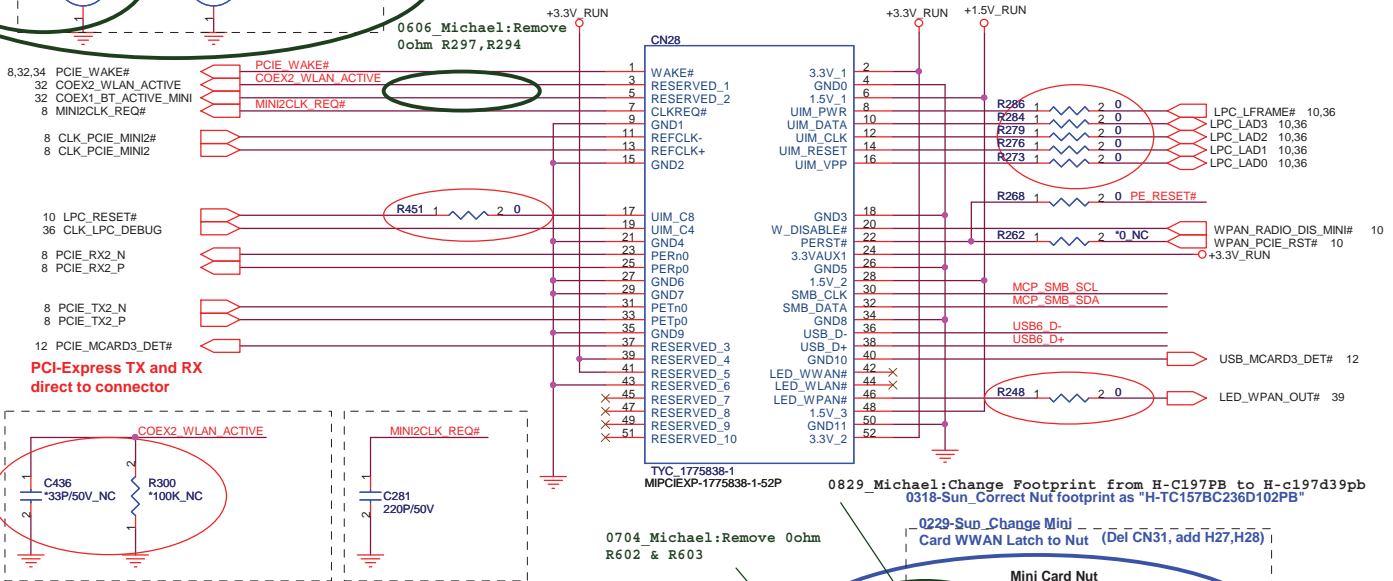 +3.3V_RUN
+3.3V_RUN
+1.5V_RUN
1
1
0606_Michael:Remove
0ohm R297,R294
CN28
8,32,34 PCIE_WAKE#
PCIE_WAKE#
1
WAKE#
3.3V_1
2
32 COEX2_WLAN_ACTIVE
COEX2_WLAN_ACTIVE
3
RESERVED_1
GND0
4
32 COEX1_BT_ACTIVE_MINI
5
RESERVED_2
1.5V_1
6
8 MINI2CLK_REQ#
MINI2CLK_REQ#
7
CLKREQ#
UIM_PWR
8
R286 1 2 0
LPC_LFRAME# 10,36
9
GND1
UIM_DATA
10
R284 1 2 0
LPC_LAD3 10,36
8 CLK_PCIE_MINI2#
11
REFCLK-
UIM_CLK
12
R279 1 2 0
LPC_LAD2 10,36
8 CLK_PCIE_MINI2
13
REFCLK+
UIM_RESET
14
R276 1 2 0
LPC_LAD1 10,36
15
GND2
UIM_VPP
16
R273 1 2 0
LPC_LAD0 10,36
R268 1 2 0 PE_RESET#
10 LPC_RESET#
R451 1 2 0
17
UIM_C8
GND3
18
36 CLK_LPC_DEBUG
19
UIM_C4
W_DISABLE#
20
WPAN_RADIO_DIS_MINI# 10
21
GND4
PERST#
22
R262 1 2 *0_NC
WPAN_PCIE_RST# 10
8 PCIE_RX2_N
23
PERn0
3.3VAUX1
24
+3.3V_RUN
8 PCIE_RX2_P
25
PERp0
GND5
26
27
GND6
1.5V_2
28
29
GND7
SMB_CLK
30
MCP_SMB_SCL
8 PCIE_TX2_N
31
PETn0
SMB_DATA
32
MCP_SMB_SDA
8 PCIE_TX2_P
33
PETp0
GND8
34
35
GND9
USB_D-
36
USB6_D-
12 PCIE_MCARD3_DET#
37
RESERVED_3
USB_D+
38
USB6_D+
39
RESERVED_4
GND10
40
USB_MCARD3_DET# 12
41
RESERVED_5
LED_WWAN#
42
43
RESERVED_6
LED_WLAN#
44
45
RESERVED_7
LED_WPAN#
46
R248 1 2 0
LED_WPAN_OUT# 39
47
RESERVED_8
1.5V_3
48
49
RESERVED_9
GND11
50
51
RESERVED_10
3.3V_2
52
PCI-Express TX and RX
direct to connector
TYC_1775838-1
MIPCIEXP-1775838-1-52P
COEX2_WLAN_ACTIVE
1
C436
*33P/50V_NC
2
2
R300
*100K_NC
1
MINI2CLK_REQ#
1
C281
220P/50V
2
0829_Michael:Change Footprint from H-C197PB to H-c197d39pb
0318-Sun_Correct Nut footprint as "H-TC157BC236D102PB"
0229-Sun_Change Mini
Card WWAN Latch to Nut (Del CN31, add H27,H28)
0704_Michael:Remove 0ohm
R602 & R603
Mini Card Nut